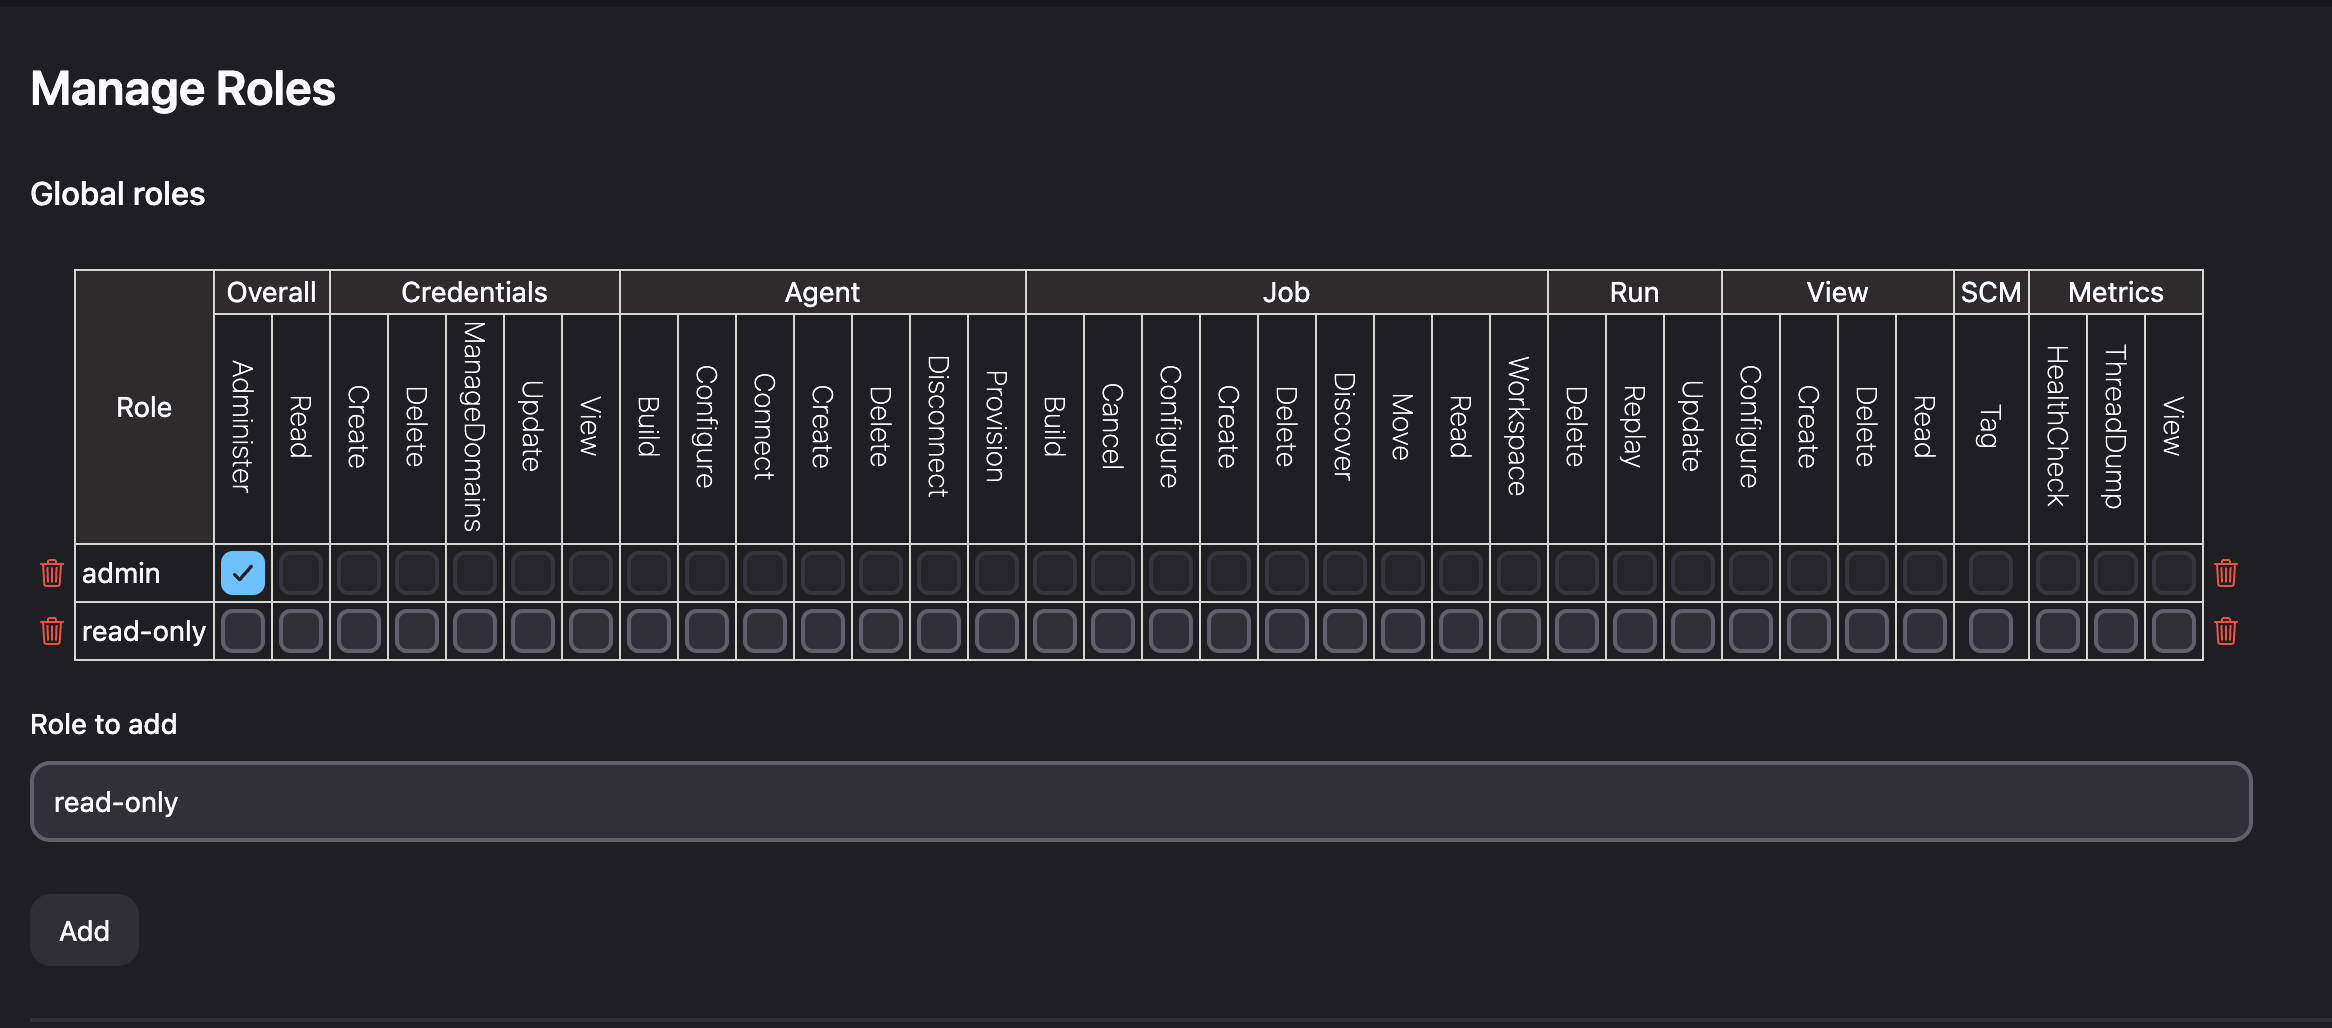 Manage Roles
Global roles
Role Overall Credentials Agent Job Run View SCM Metrics
Administer Read Create Delete ManageDomains Update View Build Configure Connect Create Delete Disconnect Provision Build Cancel Configure Create Delete Discover Move Read Workspace Delete Replay Update Configure Create Delete Read Tag HealthCheck ThreadDump View
admin
read-only
Role to add
read-only
Add